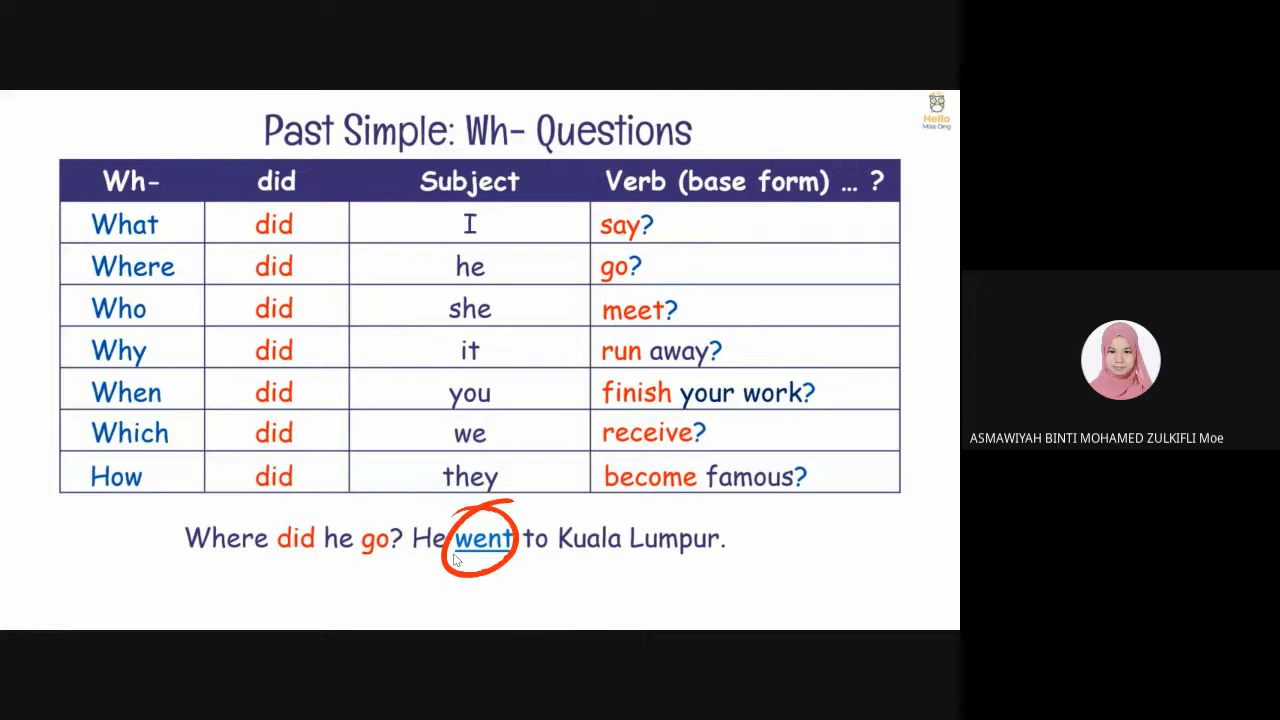 Hello
Miss Ong
Past Simple: Wh- Questions
Wh- did Subject Verb (base form) ... ?
What did I say?
Where did he go?
Who did she meet?
Why did it run away?
When did you finish your work?
Which did we receive?
How did they become famous?
Where did he go? He went to Kuala Lumpur.
ASMAWIYAH BINTI MOHAMED ZULKIFLI Moe